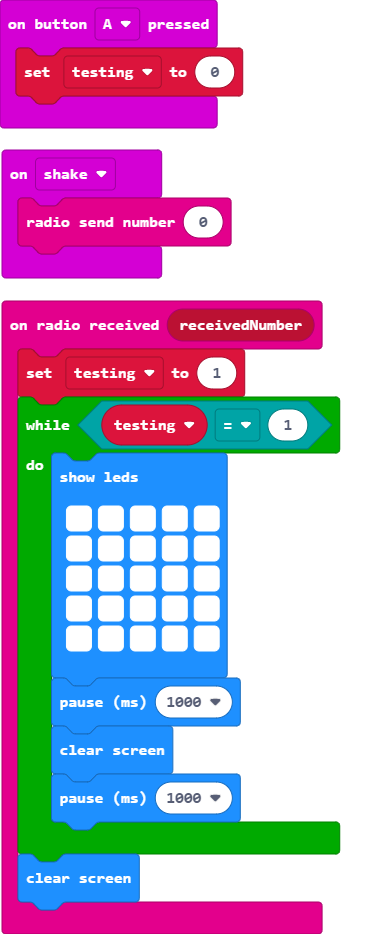 on button A pressed
set testing to 0
on shake
radio send number 0
on radio received receivedNumber
set testing to 1
while testing = 1
do
show leds
pause (ms) 1000
clear screen
pause (ms) 1000
clear screen